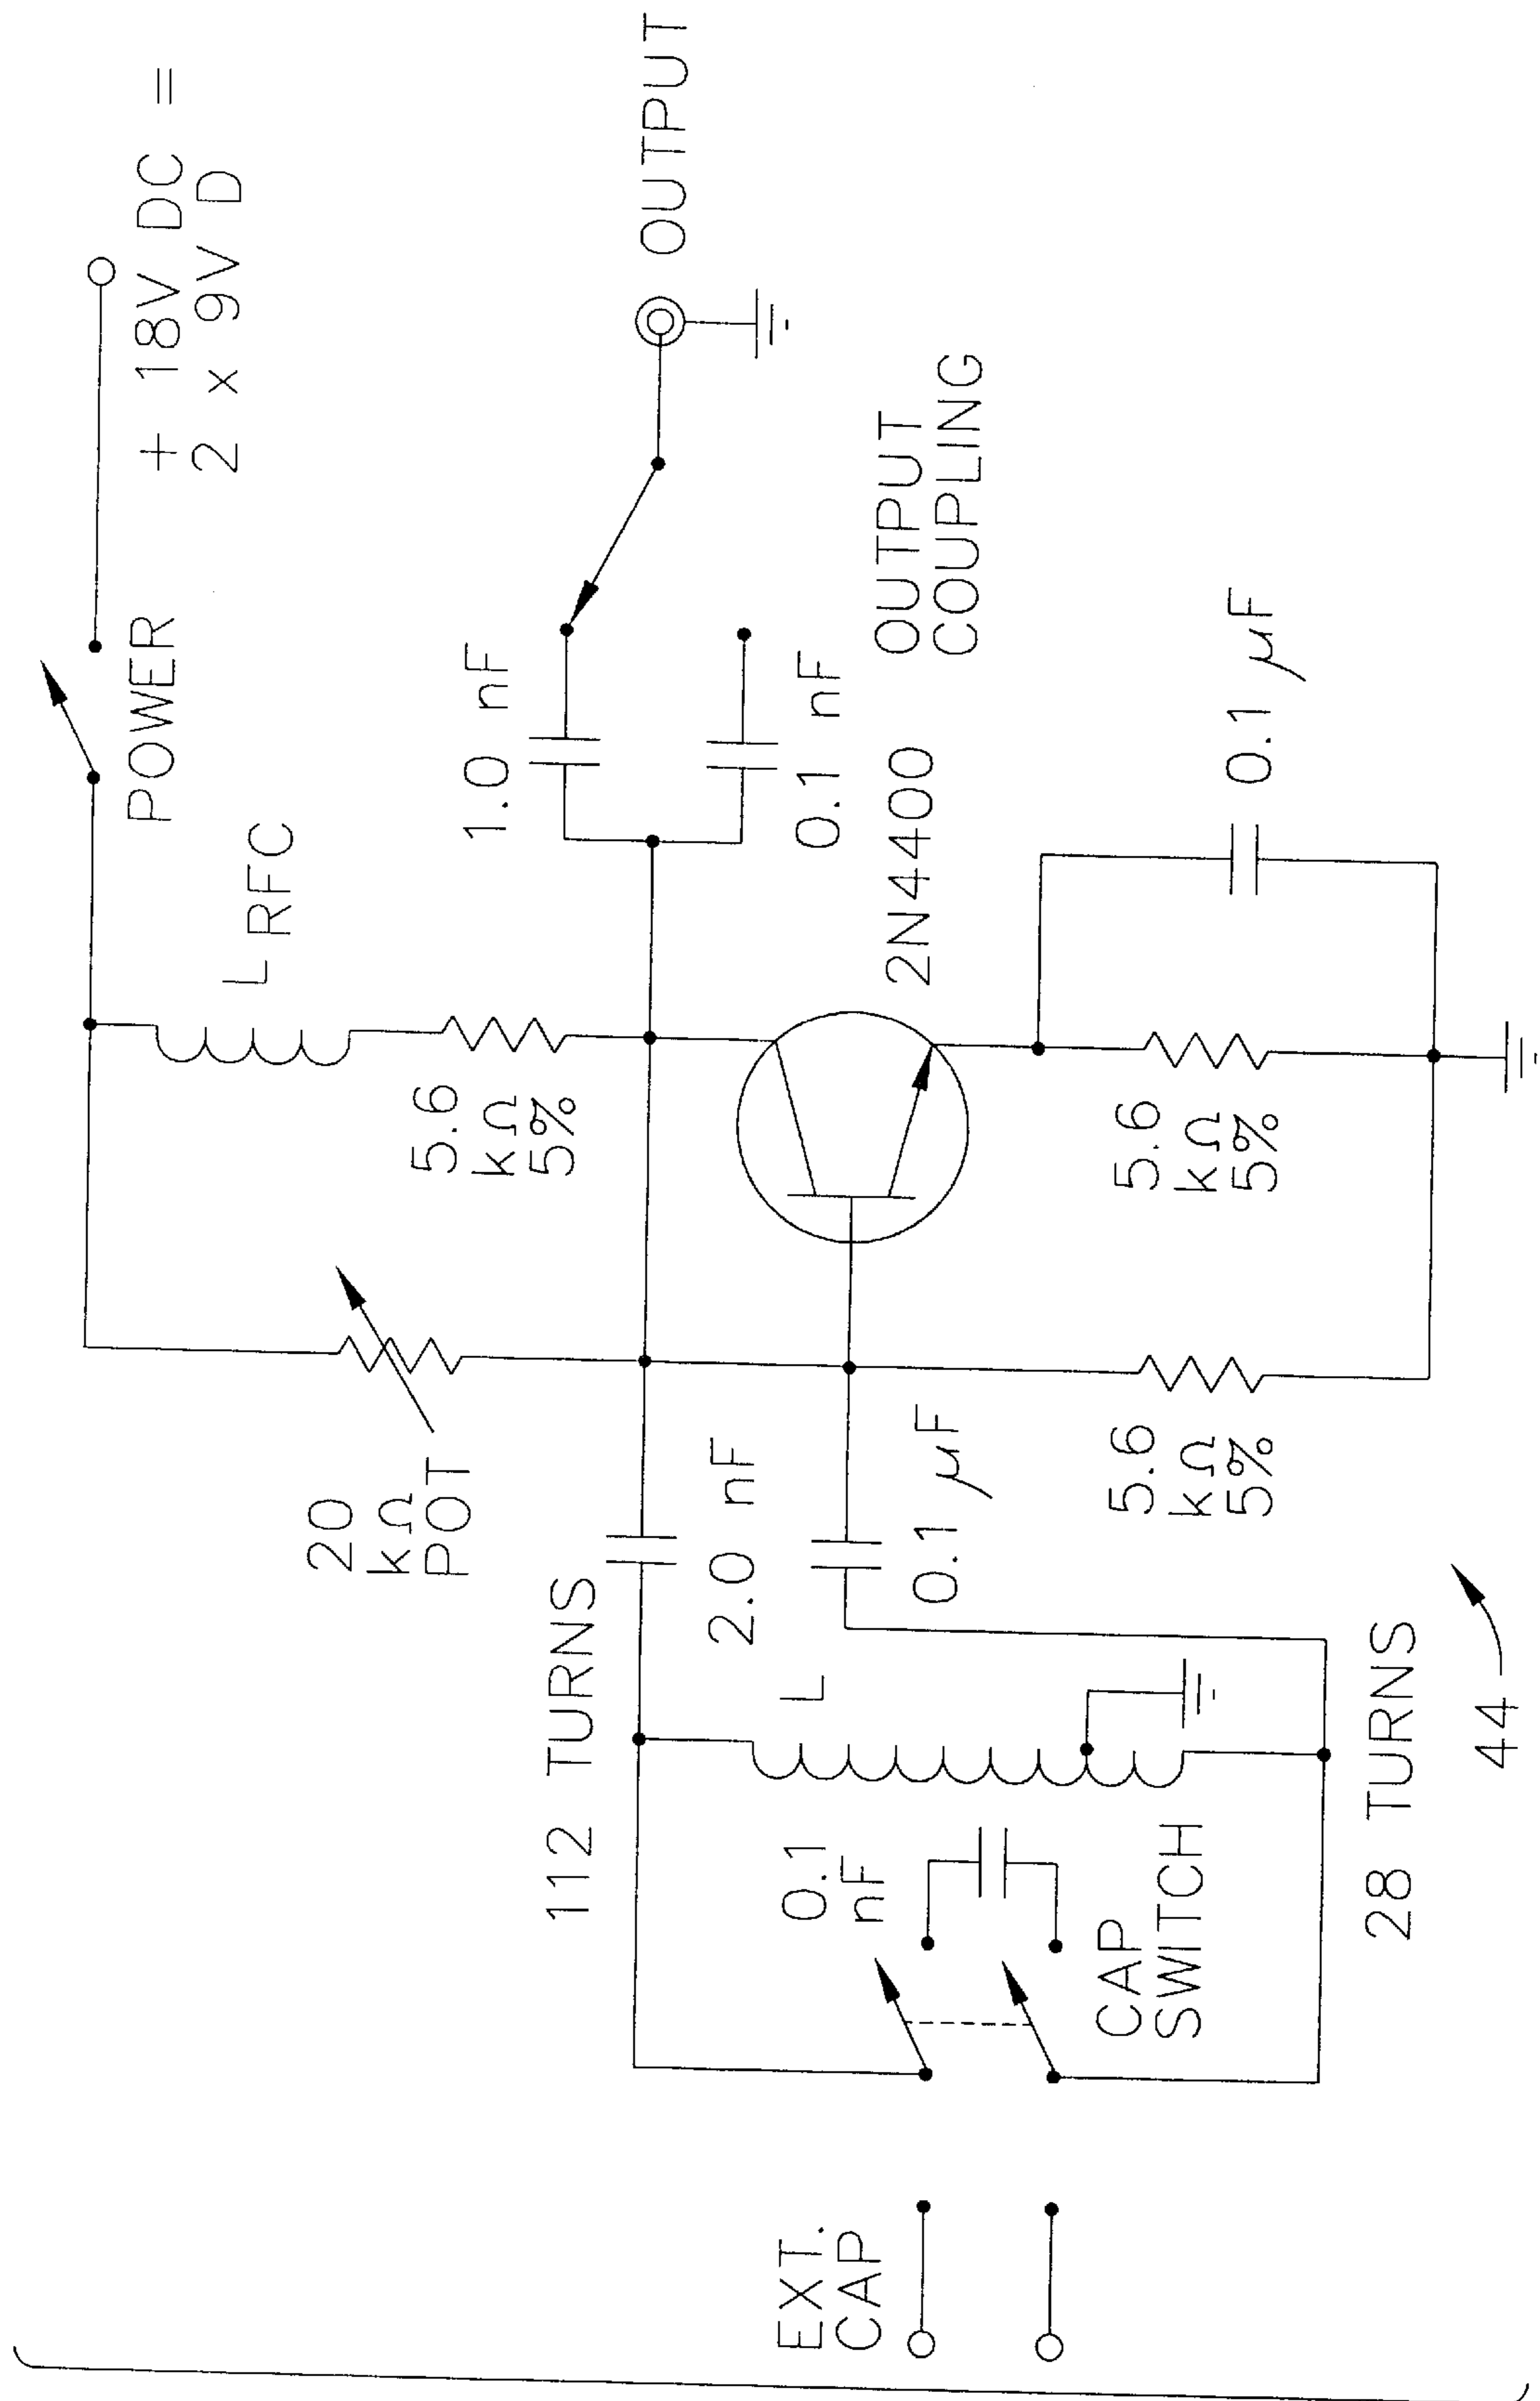 + 18V DC =
2 x 9V D
POWER
L RFC
20
kΩ
POT
5.6
kΩ
5%
1.0 nF
OUTPUT
0.1 nF
OUTPUT
COUPLING
2N4400
112 TURNS
2.0 nF
0.1 μF
L
0.1
nF
EXT.
CAP
CAP
SWITCH
5.6
kΩ
5%
5.6
kΩ
5%
0.1 μF
28 TURNS
44